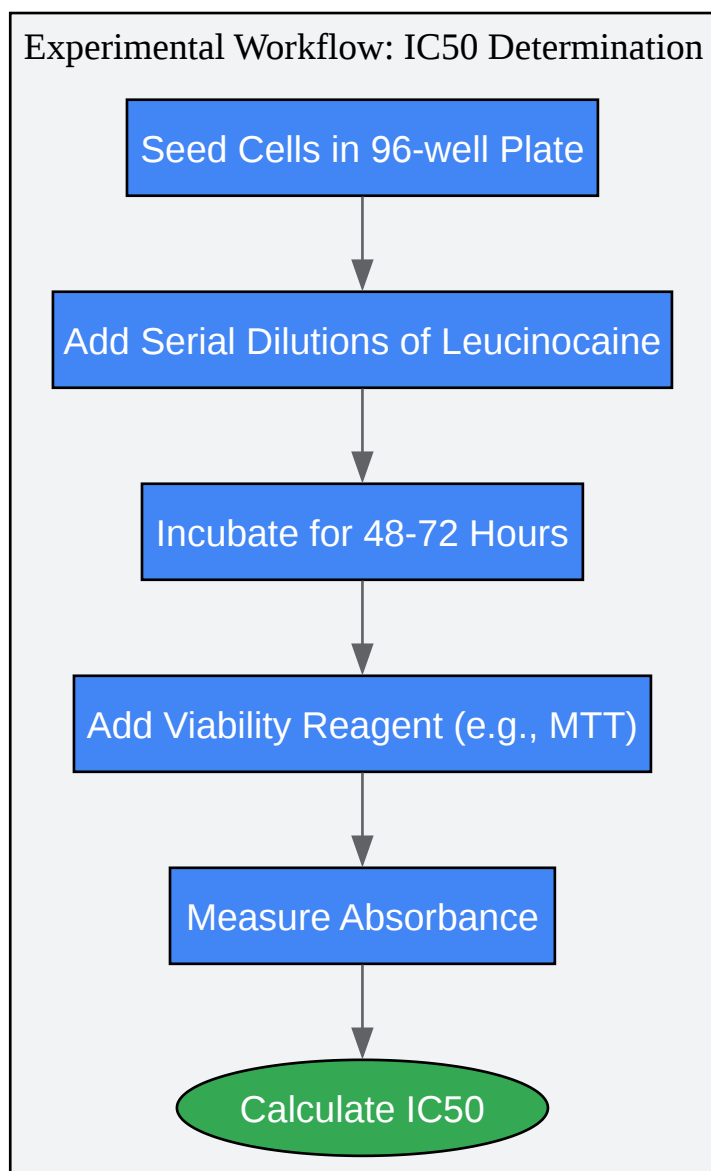 Experimental Workflow: IC50 Determination
Seed Cells in 96-well Plate
Add Serial Dilutions of Leucinocaine
Incubate for 48-72 Hours
Add Viability Reagent (e.g., MTT)
Measure Absorbance
Calculate IC50